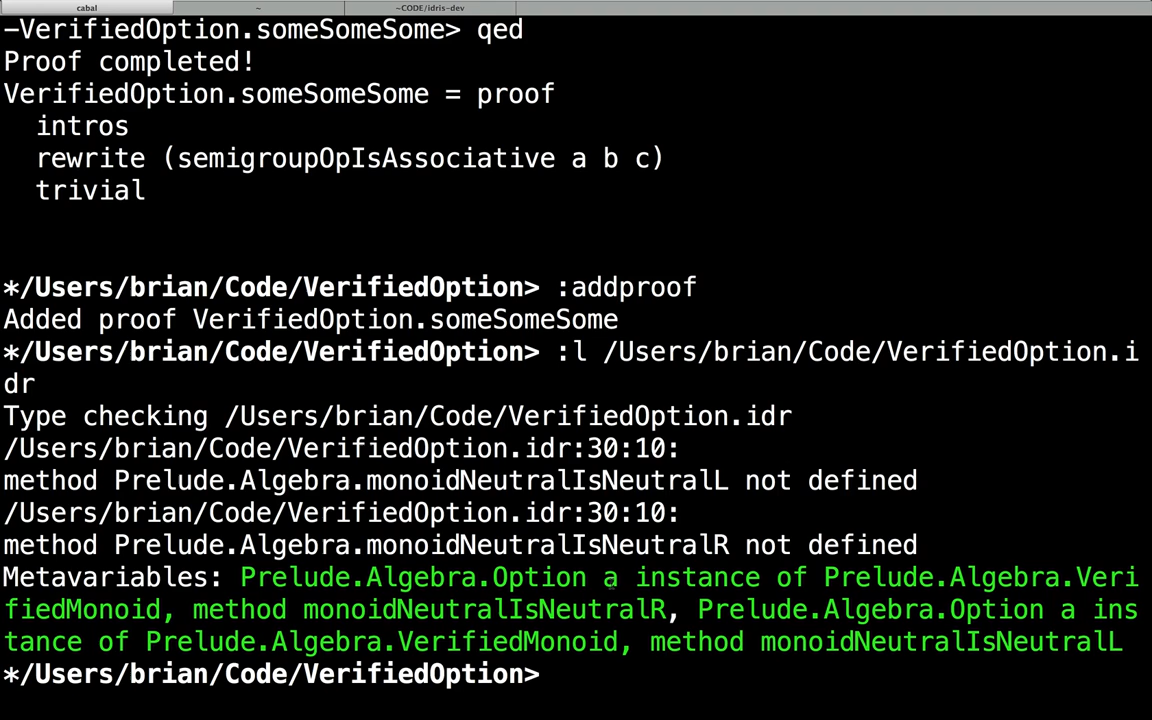 cabal
~
~CODE/idris-dev
-VerifiedOption.someSomeSome> qed
Proof completed!
VerifiedOption.someSomeSome = proof
  intros
  rewrite (semigroupOpIsAssociative a b c)
  trivial
*/Users/brian/Code/VerifiedOption> :addproof
Added proof VerifiedOption.someSomeSome
*/Users/brian/Code/VerifiedOption> :l /Users/brian/Code/VerifiedOption.i
dr
Type checking /Users/brian/Code/VerifiedOption.idr
/Users/brian/Code/VerifiedOption.idr:30:10:
method Prelude.Algebra.monoidNeutralIsNeutralL not defined
/Users/brian/Code/VerifiedOption.idr:30:10:
method Prelude.Algebra.monoidNeutralIsNeutralR not defined
Metavariables: Prelude.Algebra.Option a instance of Prelude.Algebra.Veri
fiedMonoid, method monoidNeutralIsNeutralR, Prelude.Algebra.Option a ins
tance of Prelude.Algebra.VerifiedMonoid, method monoidNeutralIsNeutralL
*/Users/brian/Code/VerifiedOption>